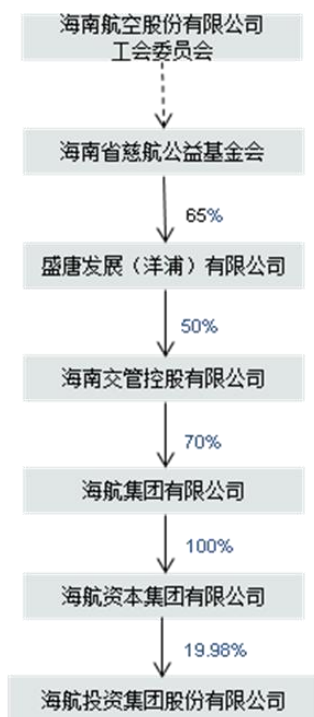 海南航空股份有限公司
工会委员会
海南省慈航公益基金会
65%
盛唐发展（洋浦）有限公司
50%
海南交管控股有限公司
70%
海航集团有限公司
100%
海航资本集团有限公司
19.98%
海航投资集团股份有限公司